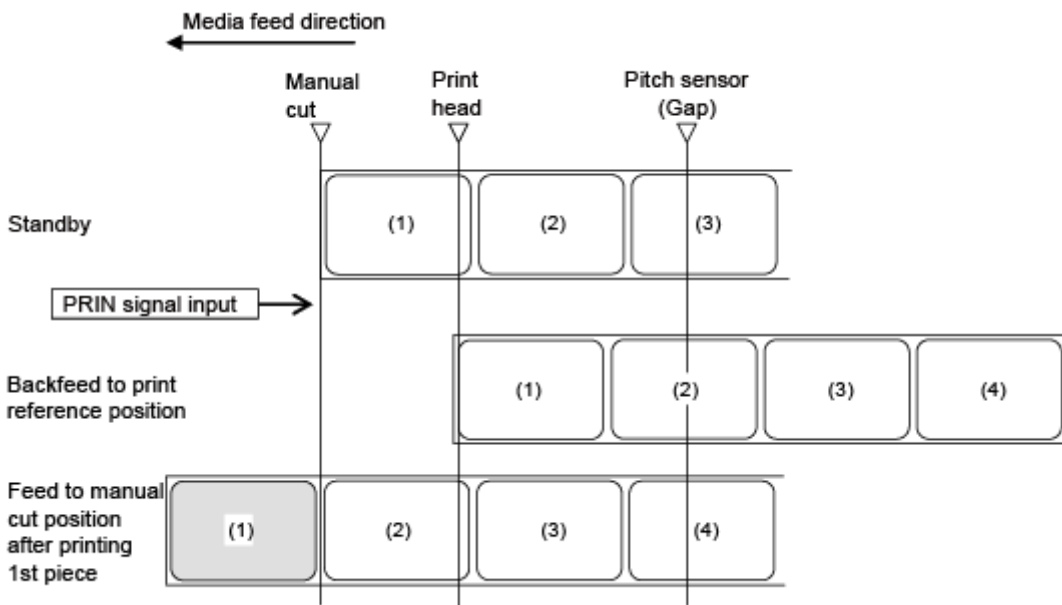 Media feed direction
Manual
cut
Print
head
Pitch sensor
(Gap)
Standby
(1)
(2)
(3)
PRIN signal input
Backfeed to print
reference position
(1)
(2)
(3)
(4)
Feed to manual
cut position
after printing
1st piece
(1)
(2)
(3)
(4)